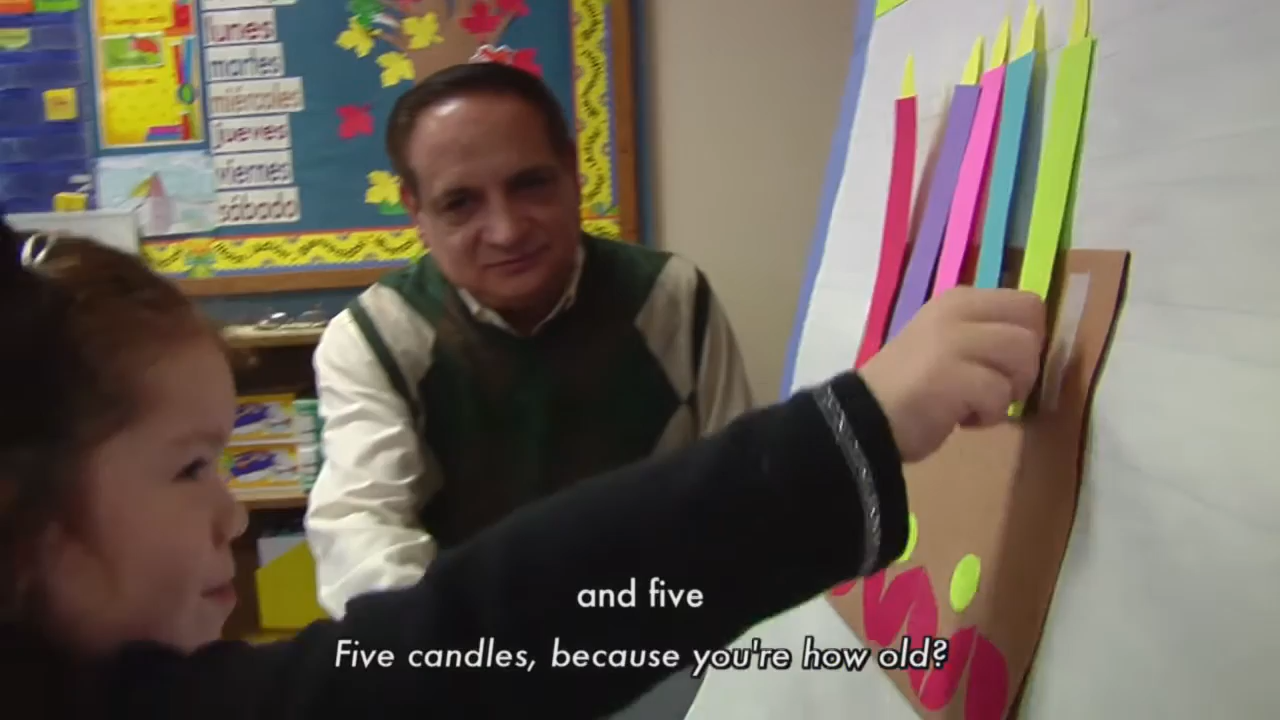 lunes
martes
miércoles
jueves
viernes
sábado
and five
Five candles, because you're how old?